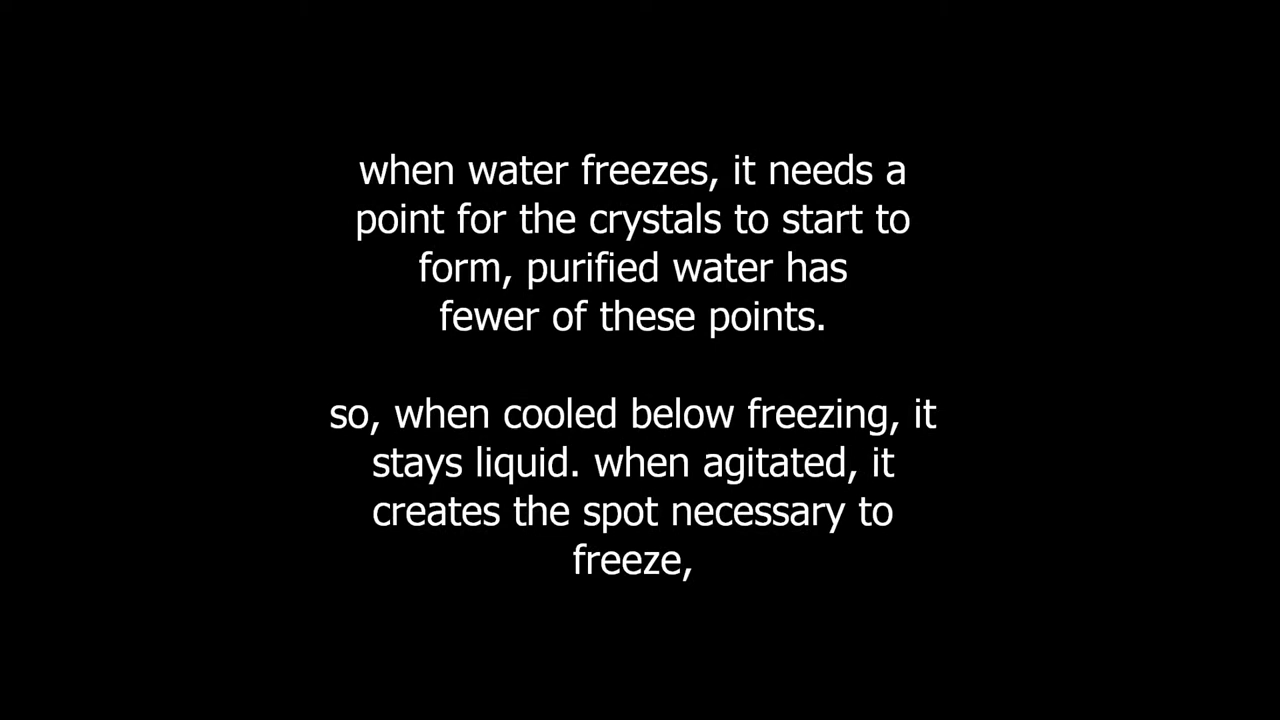 when water freezes, it needs a
point for the crystals to start to
form, purified water has
fewer of these points.
so, when cooled below freezing, it
stays liquid. when agitated, it
creates the spot necessary to
freeze,